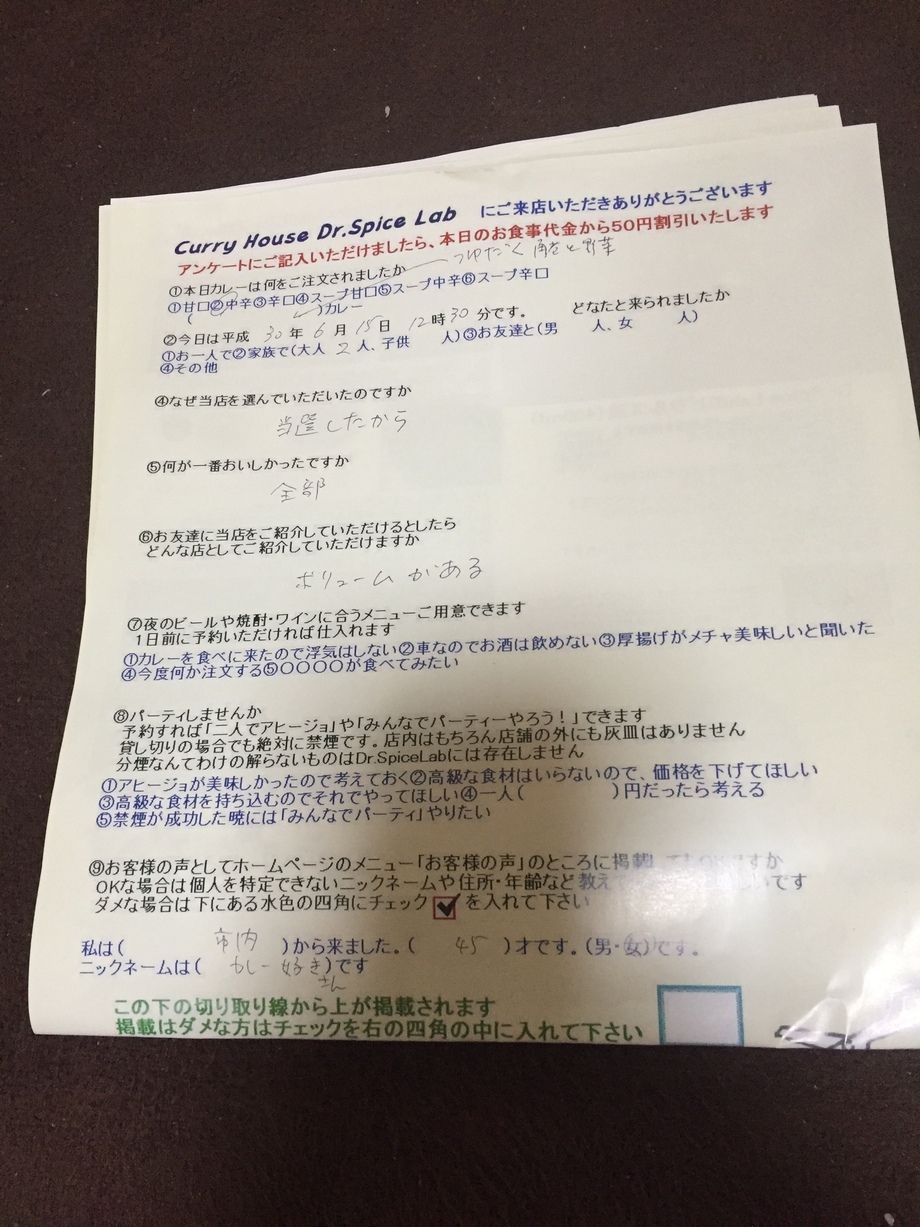 Curry House Dr.Spice Lab にご来店いただきありがとうございます
アンケートにご記入いただけましたら、本日のお食事代金から50円割引いたします
つゆだく と野菜
①本日カレーは何をご注文されましたか
①甘口②中辛③辛口④スープ甘口⑤スープ中辛⑥スープ辛口
( )カレー
②今日は平成 30年 6月 15日 12時30分です。 どなたと来られましたか
①お一人で②家族で(大人 2人、子供 人)③お友達と(男 人、女 人)
④その他
④なぜ当店を選んでいただいたのですか
当選したから
⑤何が一番おいしかったですか
全部
⑥お友達に当店をご紹介していただけるとしたら
どんな店としてご紹介していただけますか
ボリュームがある
⑦夜のビールや焼酎・ワインに合うメニューご用意できます
1日前に予約いただければ仕入れます
①カレーを食べに来たので浮気はしない②車なのでお酒は飲めない③厚揚げがメチャ美味しいと聞いた
④今度何か注文する⑤〇〇〇〇が食べてみたい
⑧パーティしませんか
予約すれば「二人でアヒージョ」や「みんなでパーティーやろう!」できます
貸し切りの場合でも絶対に禁煙です。店内はもちろん店舗の外にも灰皿はありません
分煙なんてわけの解らないものはDr.SpiceLabには存在しません
①アヒージョが美味しかったので考えておく②高級な食材はいらないので、価格を下げてほしい
③高級な食材を持ち込むのでそれでやってほしい④一人( )円だったら考える
⑤禁煙が成功した暁には「みんなでパーティ」やりたい
⑨お客様の声としてホームページのメニュー「お客様の声」のところに掲載してもOKですか
OKな場合は個人を特定できないニックネームや住所・年齢など教えて いです
ダメな場合は下にある水色の四角にチェック を入れて下さい
私は( 市内 )から来ました。( 45 )才です。(男・女)です。
ニックネームは( カレー好き )です
さん
この下の切り取り線から上が掲載されます
掲載はダメな方はチェックを右の四角の中に入れて下さい